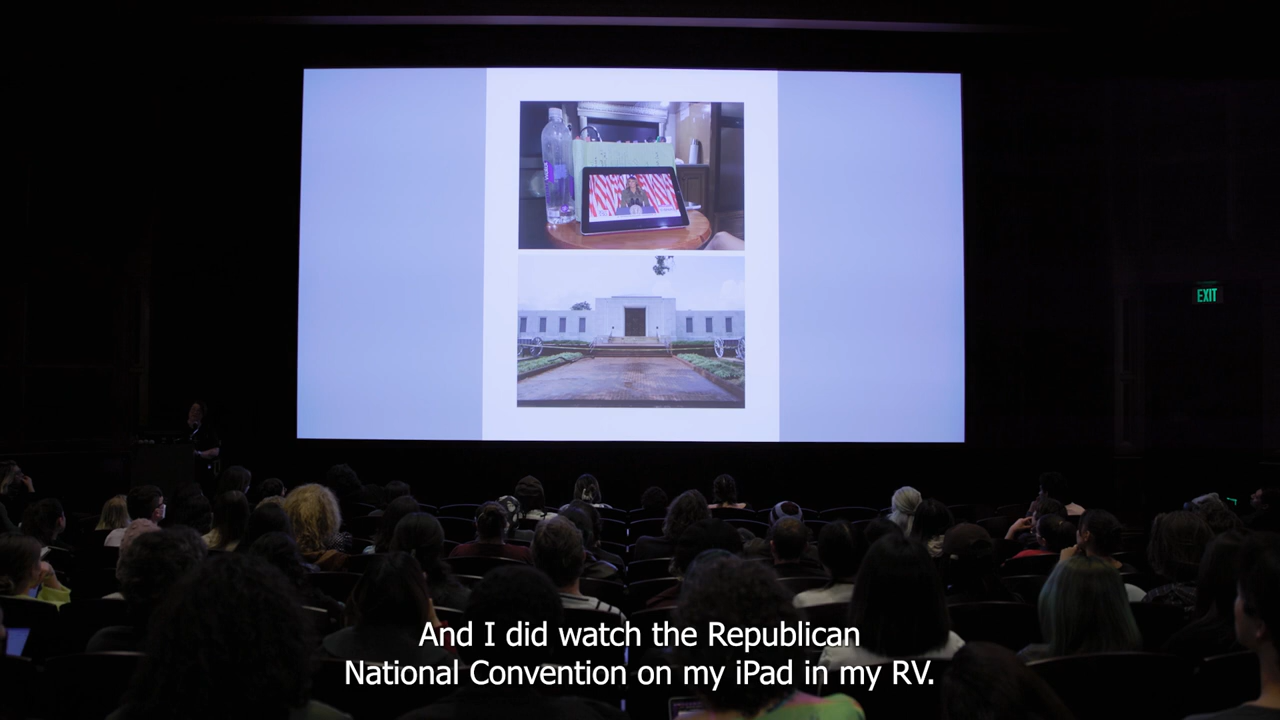 EXIT
And I did watch the Republican
National Convention on my iPad in my RV.